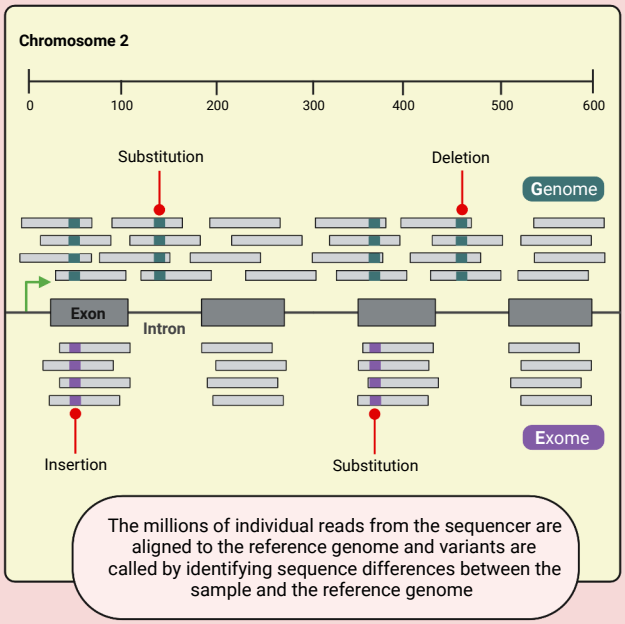 Chromosome 2
0 100 200 300 400 500 600
Substitution Deletion
Genome
Exon
Intron
Exome
Insertion Substitution
The millions of individual reads from the sequencer are
aligned to the reference genome and variants are
called by identifying sequence differences between the
sample and the reference genome